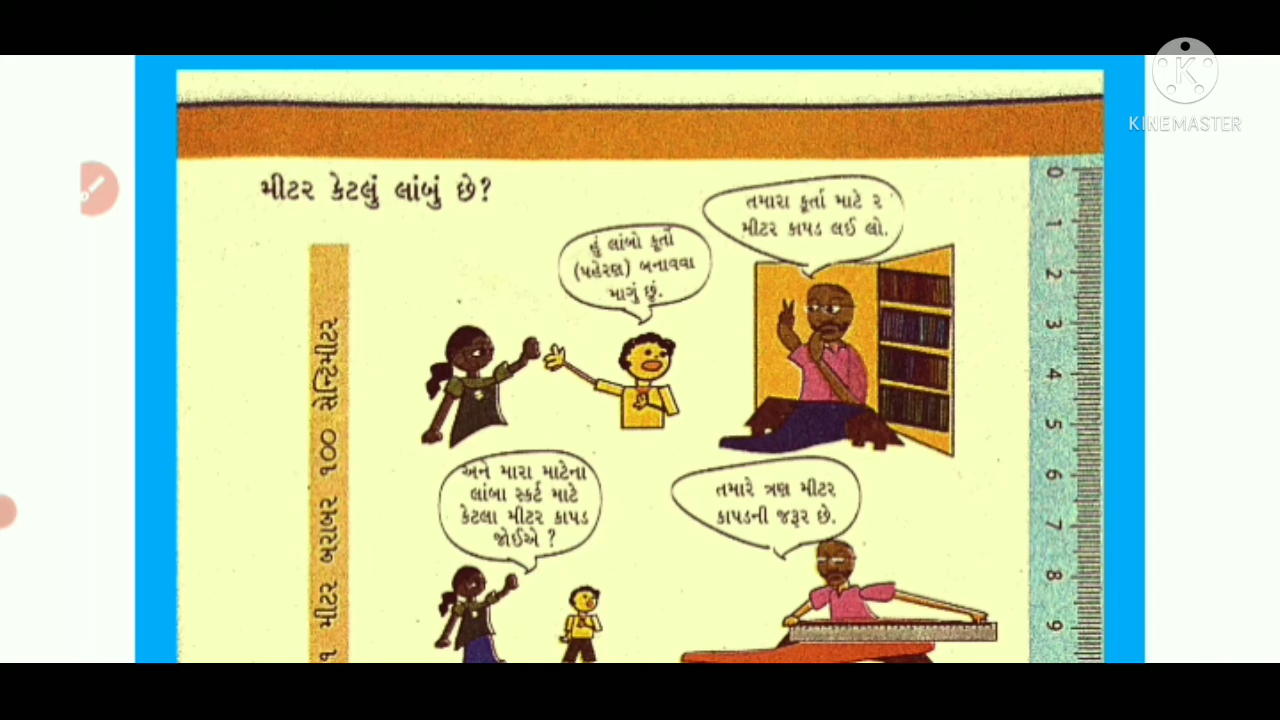 KINEMASTER
મીટર કેટલું લાંબું છે?
તમારા કૂર્તા માટે ૨
મીટર કાપડ લઈ લો.
હું લાંબો કૂર્તો
(પહેરણ) બનાવવા
માગું છું.
અને મારા માટેના
લાંબા સ્કર્ટ માટે
કેટલા મીટર કાપડ
જોઈએ ?
તમારે ત્રણ મીટર
કાપડની જરૂર છે.
૧ મીટર બરાબર ૧૦૦ સેન્ટિમીટર
0
1
2
3
4
5
6
7
8
9